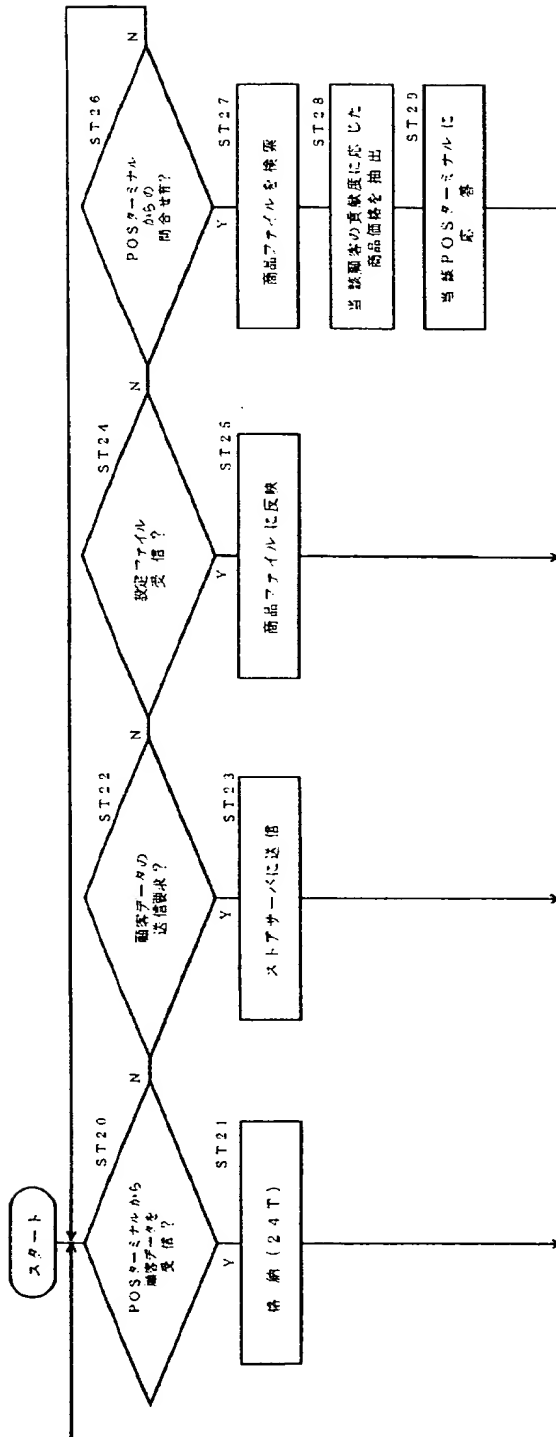 スタート
ST20
POSターミナルから
顧客データを
受信?
N
Y
ST21
格納(24T)
ST22
顧客データの
送信要求?
N
Y
ST23
ストアサーバに送信
ST24
設定ファイル
受信?
N
Y
ST25
商品ファイルに反映
ST26
POSターミナル
からの
問合せ有?
N
Y
ST27
商品ファイルを検索
ST28
当該顧客の貢献度に応じた
商品価格を抽出
ST29
当該POSターミナルに
応答